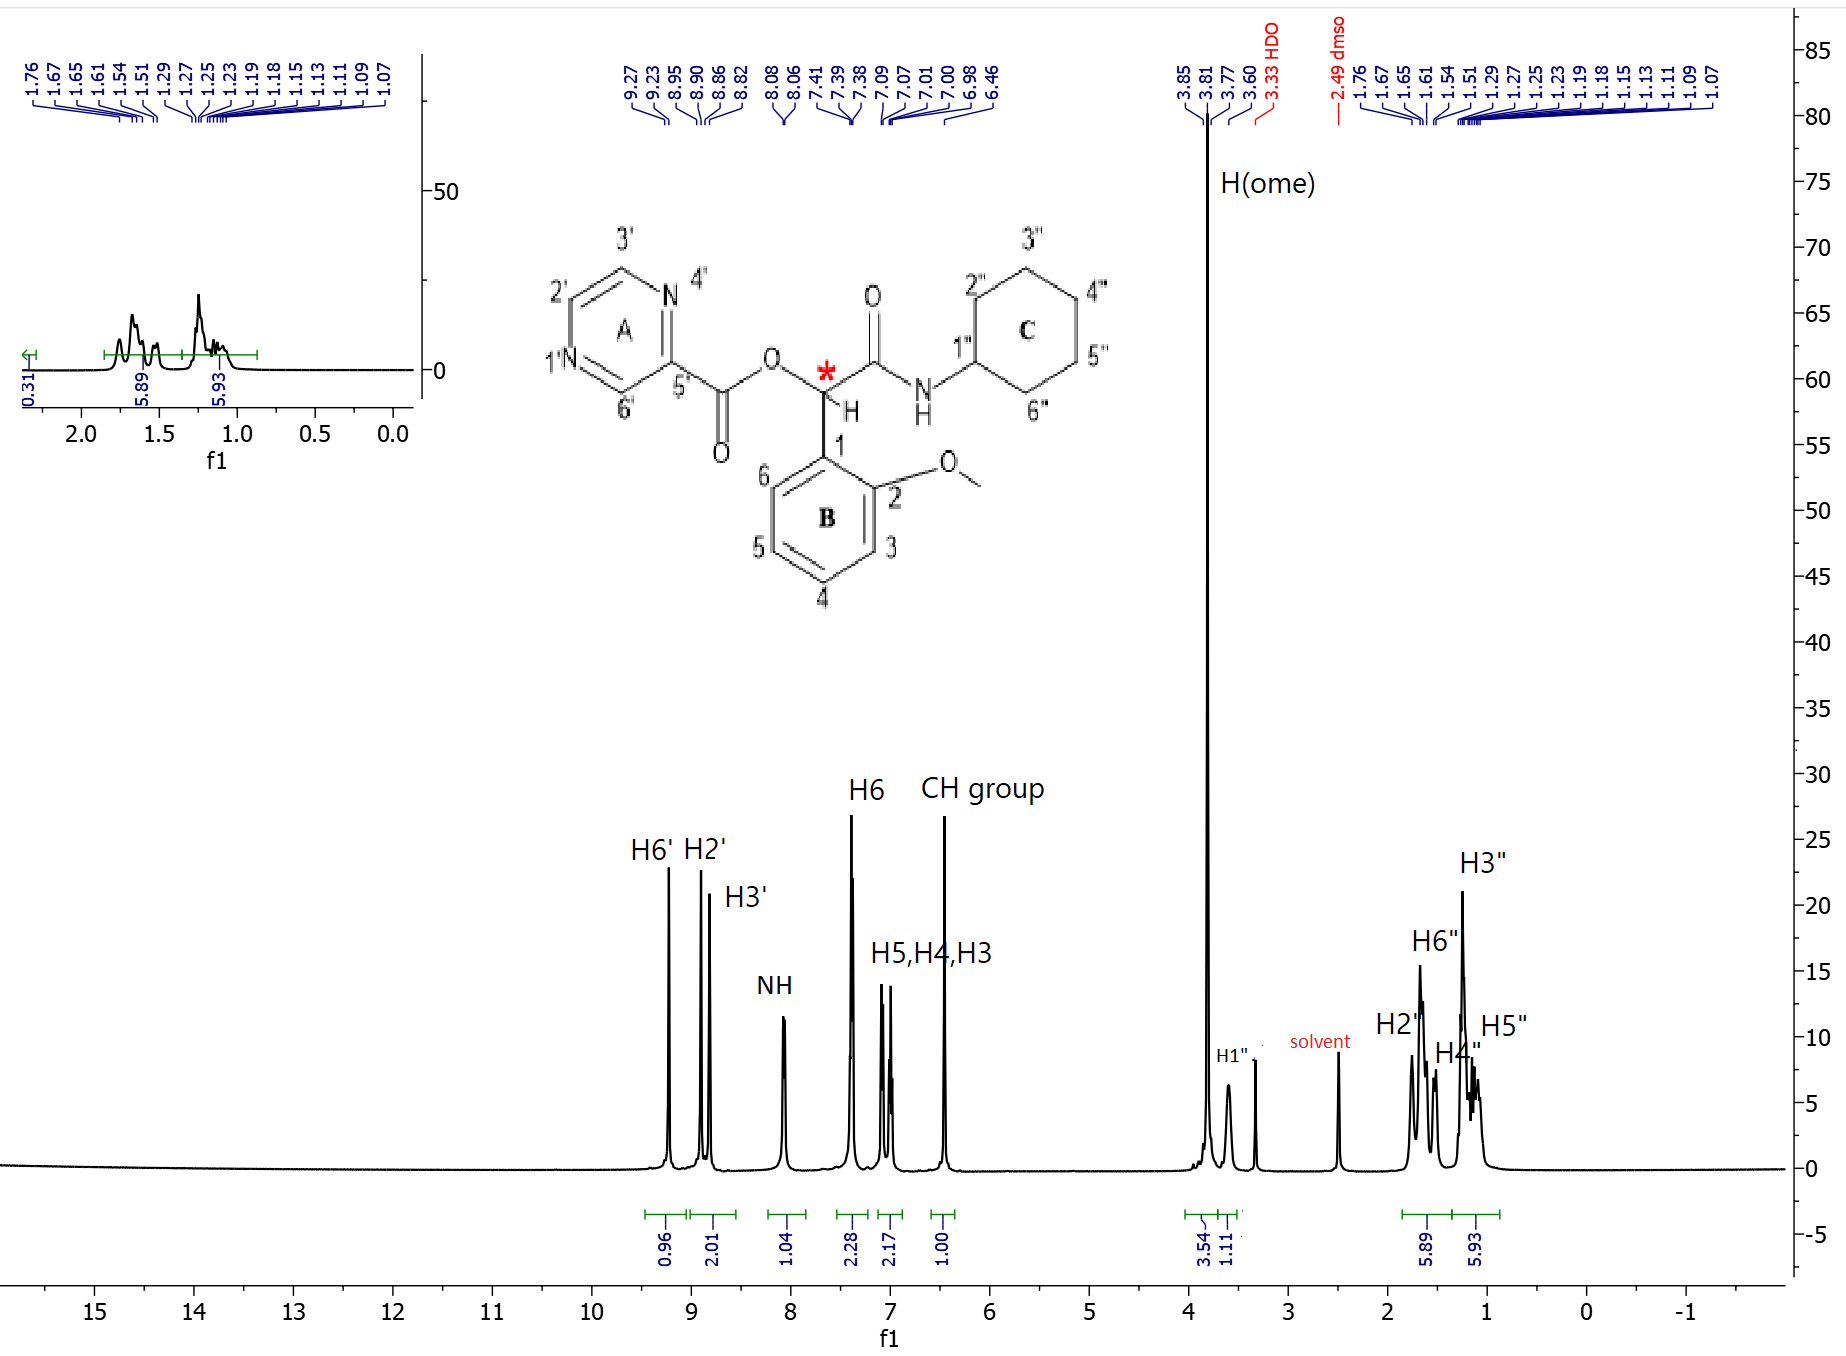 1.76 1.67 1.65 1.61 1.54 1.51 1.29 1.27 1.25 1.23 1.19 1.18 1.15 1.13 1.11 1.09 1.07
9.27 9.23 8.95 8.90 8.86 8.82 8.08 8.06 7.41 7.39 7.38 7.09 7.07 7.01 7.00 6.98 6.46
3.85 3.81 3.77 3.60 3.33 HDO 2.49 dmso 1.76 1.67 1.65 1.61 1.54 1.51 1.29 1.27 1.25 1.23 1.19 1.18 1.15 1.13 1.11 1.09 1.07
50
0
0.31 5.89 5.93
2.0 1.5 1.0 0.5 0.0
f1
H(ome)
3' 3"
2' 4' N O 2" 4"
A C
1' N O * 1" 5"
5' N
6' H H 6"
O 1 O
6 2
B
5 3
4
H6 CH group
H6' H2'
H3'
H5,H4,H3
NH
H1"
solvent
H3"
H6"
H2" H5"
H4"
85
80
75
70
65
60
55
50
45
40
35
30
25
20
15
10
5
0
-5
0.96 2.01 1.04 2.28 2.17 1.00 3.54 1.11 5.89 5.93
15 14 13 12 11 10 9 8 7 6 5 4 3 2 1 0 -1
f1